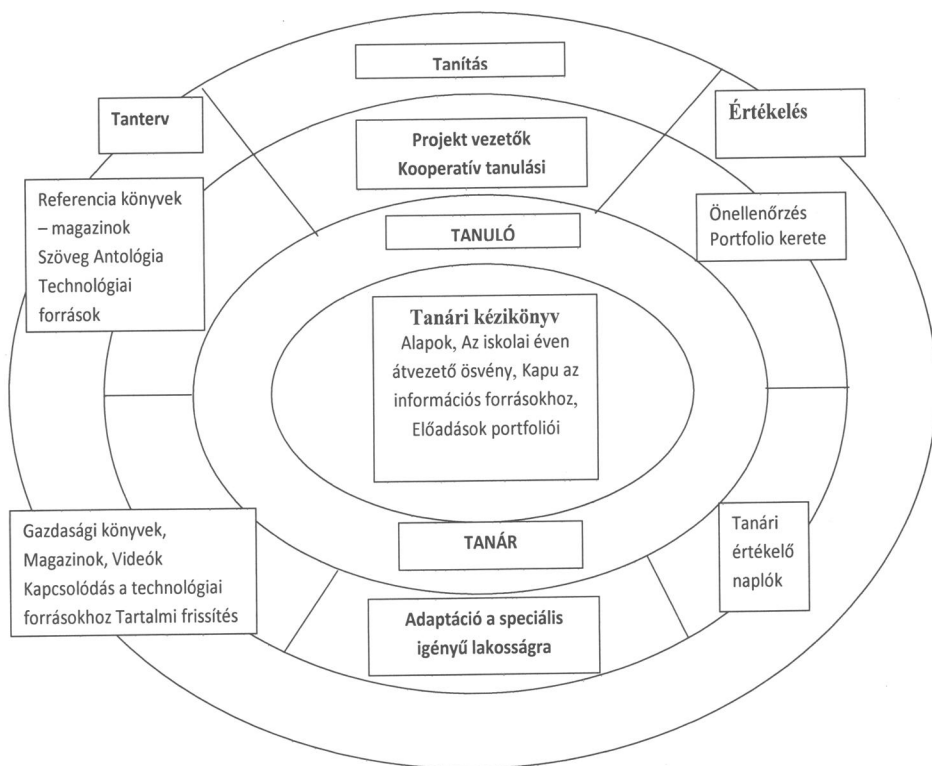 Tanítás
Tanterv
Értékelés
Projekt vezetők
Kooperatív tanulási
Referencia könyvek
– magazinok
Szöveg Antológia
Technológiai
források
Önellenőrzés
Portfolio kerete
TANULÓ
Tanári kézikönyv
Alapok, Az iskolai éven
átvezető ösvény, Kapu az
információs forrásokhoz,
Előadások portfoliói
Gazdasági könyvek,
Magazinok, Videók
Kapcsolódás a technológiai
forrásokhoz Tartalmi frissítés
TANÁR
Tanári
értékelő
naplók
Adaptáció a speciális
igényű lakosságra